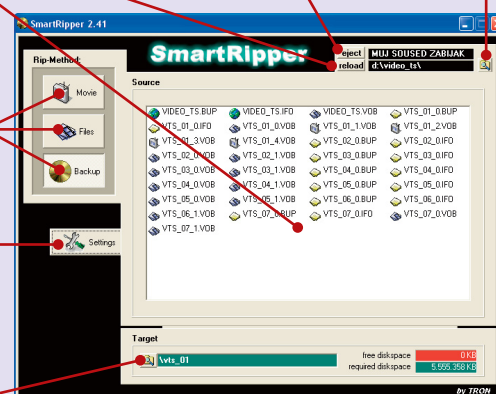 SmartRipper 2.41
SmartRipper
eject MUJ SOUSED ZABIJAK
reload d:\video_ts\
Rip-Method:
Movie
Files
Backup
Settings
Source
VIDEO_TS.BUP VIDEO_TS.IFO VIDEO_TS.VOB VTS_01_0.BUP
VTS_01_0.IFO VTS_01_0.VOB VTS_01_1.VOB VTS_01_2.VOB
VTS_01_3.VOB VTS_01_4.VOB VTS_02_0.BUP VTS_02_0.IFO
VTS_02_0.VOB VTS_02_1.VOB VTS_03_0.BUP VTS_03_0.IFO
VTS_03_0.VOB VTS_03_1.VOB VTS_04_0.BUP VTS_04_0.IFO
VTS_04_0.VOB VTS_04_1.VOB VTS_05_0.BUP VTS_05_0.IFO
VTS_05_0.VOB VTS_05_1.VOB VTS_06_0.BUP VTS_06_0.IFO
VTS_06_1.VOB VTS_07_0.BUP VTS_07_0.IFO VTS_07_0.VOB
VTS_07_1.VOB
Target
\vts_01
free diskspace 0 KB
required diskspace 5.555.358 KB
by TRON